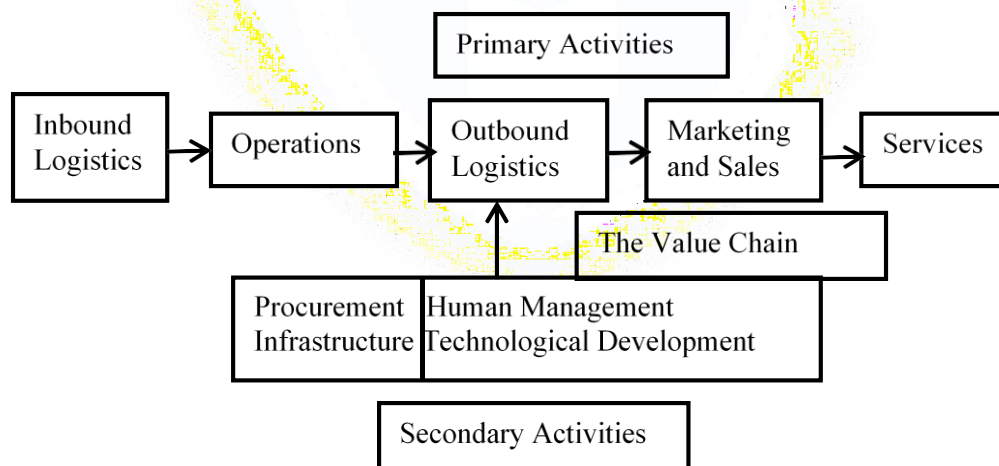 Primary Activities
Inbound
Logistics
Operations
Outbound
Logistics
Marketing
and Sales
Services
The Value Chain
Procurement
Infrastructure
Human Management
Technological Development
Secondary Activities